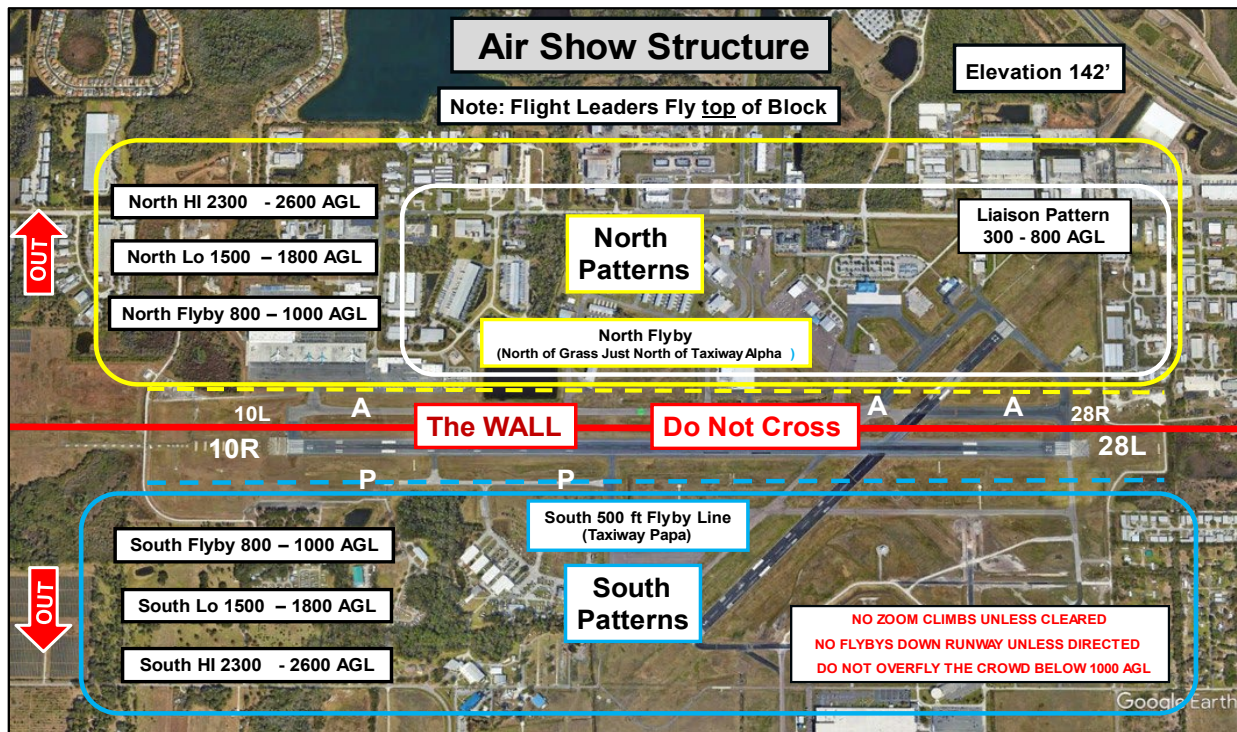 Air Show Structure
Elevation 142’
Note: Flight Leaders Fly top of Block
North HI 2300 - 2600 AGL
Liaison Pattern
300 - 800 AGL
OUT
North
Patterns
North Lo 1500 – 1800 AGL
North Flyby 800 – 1000 AGL
North Flyby
(North of Grass Just North of Taxiway Alpha )
10L A A A 28R
The WALL Do Not Cross
10R 28L
P P
South 500 ft Flyby Line
(Taxiway Papa)
South Flyby 800 – 1000 AGL
OUT
South
Patterns
South Lo 1500 – 1800 AGL
South HI 2300 - 2600 AGL
NO ZOOM CLIMBS UNLESS CLEARED
NO FLYBYS DOWN RUNWAY UNLESS DIRECTED
DO NOT OVERFLY THE CROWD BELOW 1000 AGL
Google Earth